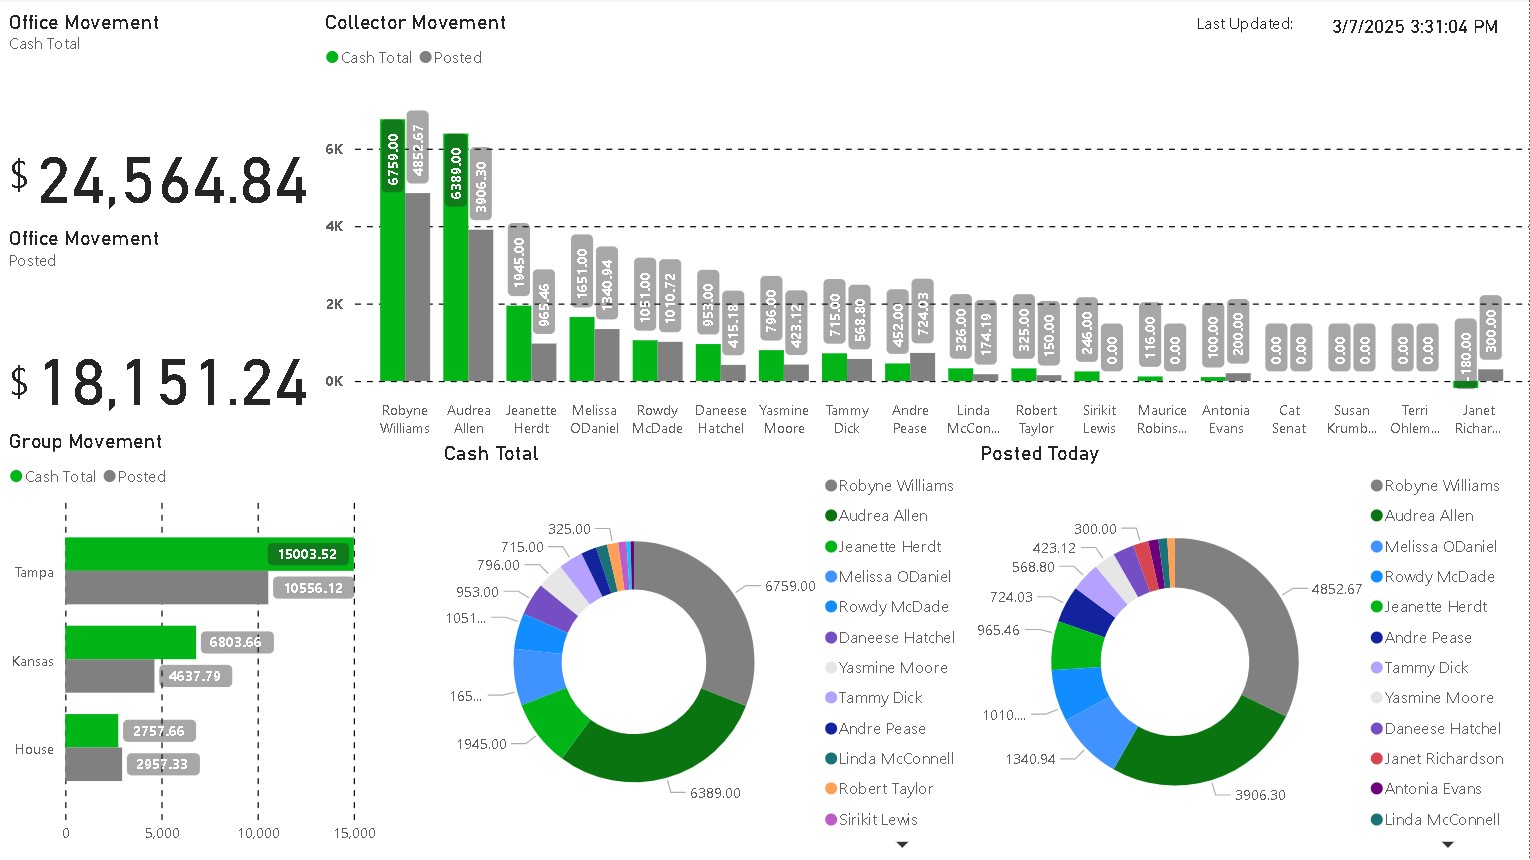 Office Movement
Cash Total
$ 24,564.84
Office Movement
Posted
$ 18,151.24
Collector Movement
Cash Total Posted
Last Updated: 3/7/2025 3:31:04 PM
6K
4K
2K
0K
6759.00 4852.67 6389.00 3906.30 1945.00 965.46 1651.00 1340.94 1051.00 1010.72 953.00 415.18 796.00 423.12 715.00 568.80 452.00 724.03 326.00 174.19 325.00 150.00 246.00 0.00 116.00 0.00 100.00 200.00 0.00 0.00 0.00 0.00 0.00 0.00 -180.00 300.00
Robyne Williams
Audrea Allen
Jeanette Herdt
Melissa ODaniel
Rowdy McDade
Daneese Hatchel
Yasmine Moore
Tammy Dick
Andre Pease
Linda McCon...
Robert Taylor
Sirikit Lewis
Maurice Robins...
Antonia Evans
Cat Senat
Susan Krumb...
Terri Ohlem...
Janet Richar...
Group Movement
Cash Total Posted
Tampa
15003.52
10556.12
Kansas
6803.66
4637.79
House
2757.66
2957.33
0 5,000 10,000 15,000
Cash Total
325.00
715.00
796.00
953.00
1051...
165...
1945.00
6759.00
6389.00
Robyne Williams
Audrea Allen
Jeanette Herdt
Melissa ODaniel
Rowdy McDade
Daneese Hatchel
Yasmine Moore
Tammy Dick
Andre Pease
Linda McConnell
Robert Taylor
Sirikit Lewis
Posted Today
300.00
423.12
568.80
724.03
965.46
1010....
1340.94
4852.67
3906.30
Robyne Williams
Audrea Allen
Melissa ODaniel
Rowdy McDade
Jeanette Herdt
Andre Pease
Tammy Dick
Yasmine Moore
Daneese Hatchel
Janet Richardson
Antonia Evans
Linda McConnell